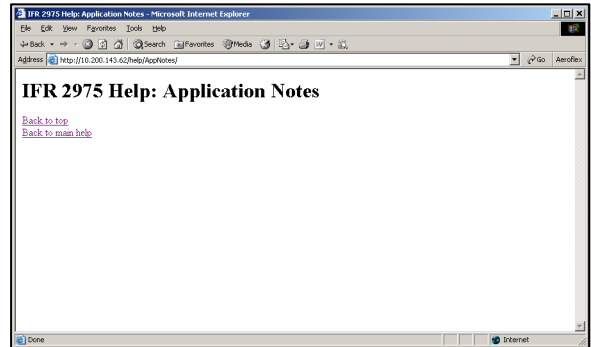 IFR 2975 Help: Application Notes - Microsoft Internet Explorer
File Edit View Favorites Tools Help
Back Search Favorites Media
Address http://10.200.143.62/help/AppNotes/ Go Aeroflex
IFR 2975 Help: Application Notes
Back to top
Back to main help
Done Internet